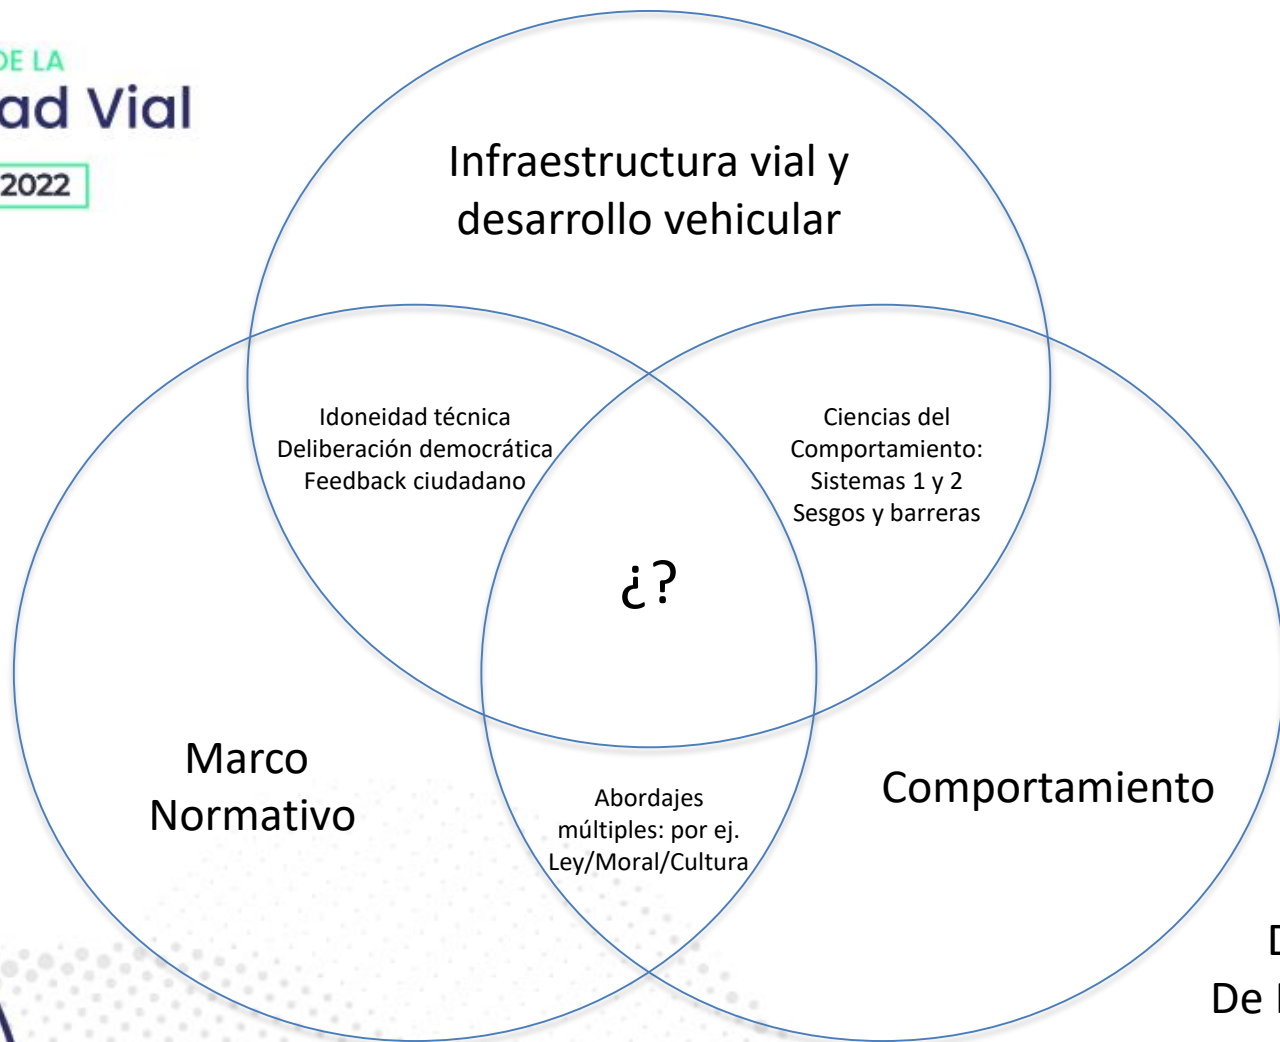 DE LA
ad Vial
2022
Infraestructura vial y
desarrollo vehicular
Idoneidad técnica
Deliberación democrática
Feedback ciudadano
Ciencias del
Comportamiento:
Sistemas 1 y 2
Sesgos y barreras
¿?
Marco
Normativo
Abordajes
múltiples: por ej.
Ley/Moral/Cultura
Comportamiento
De